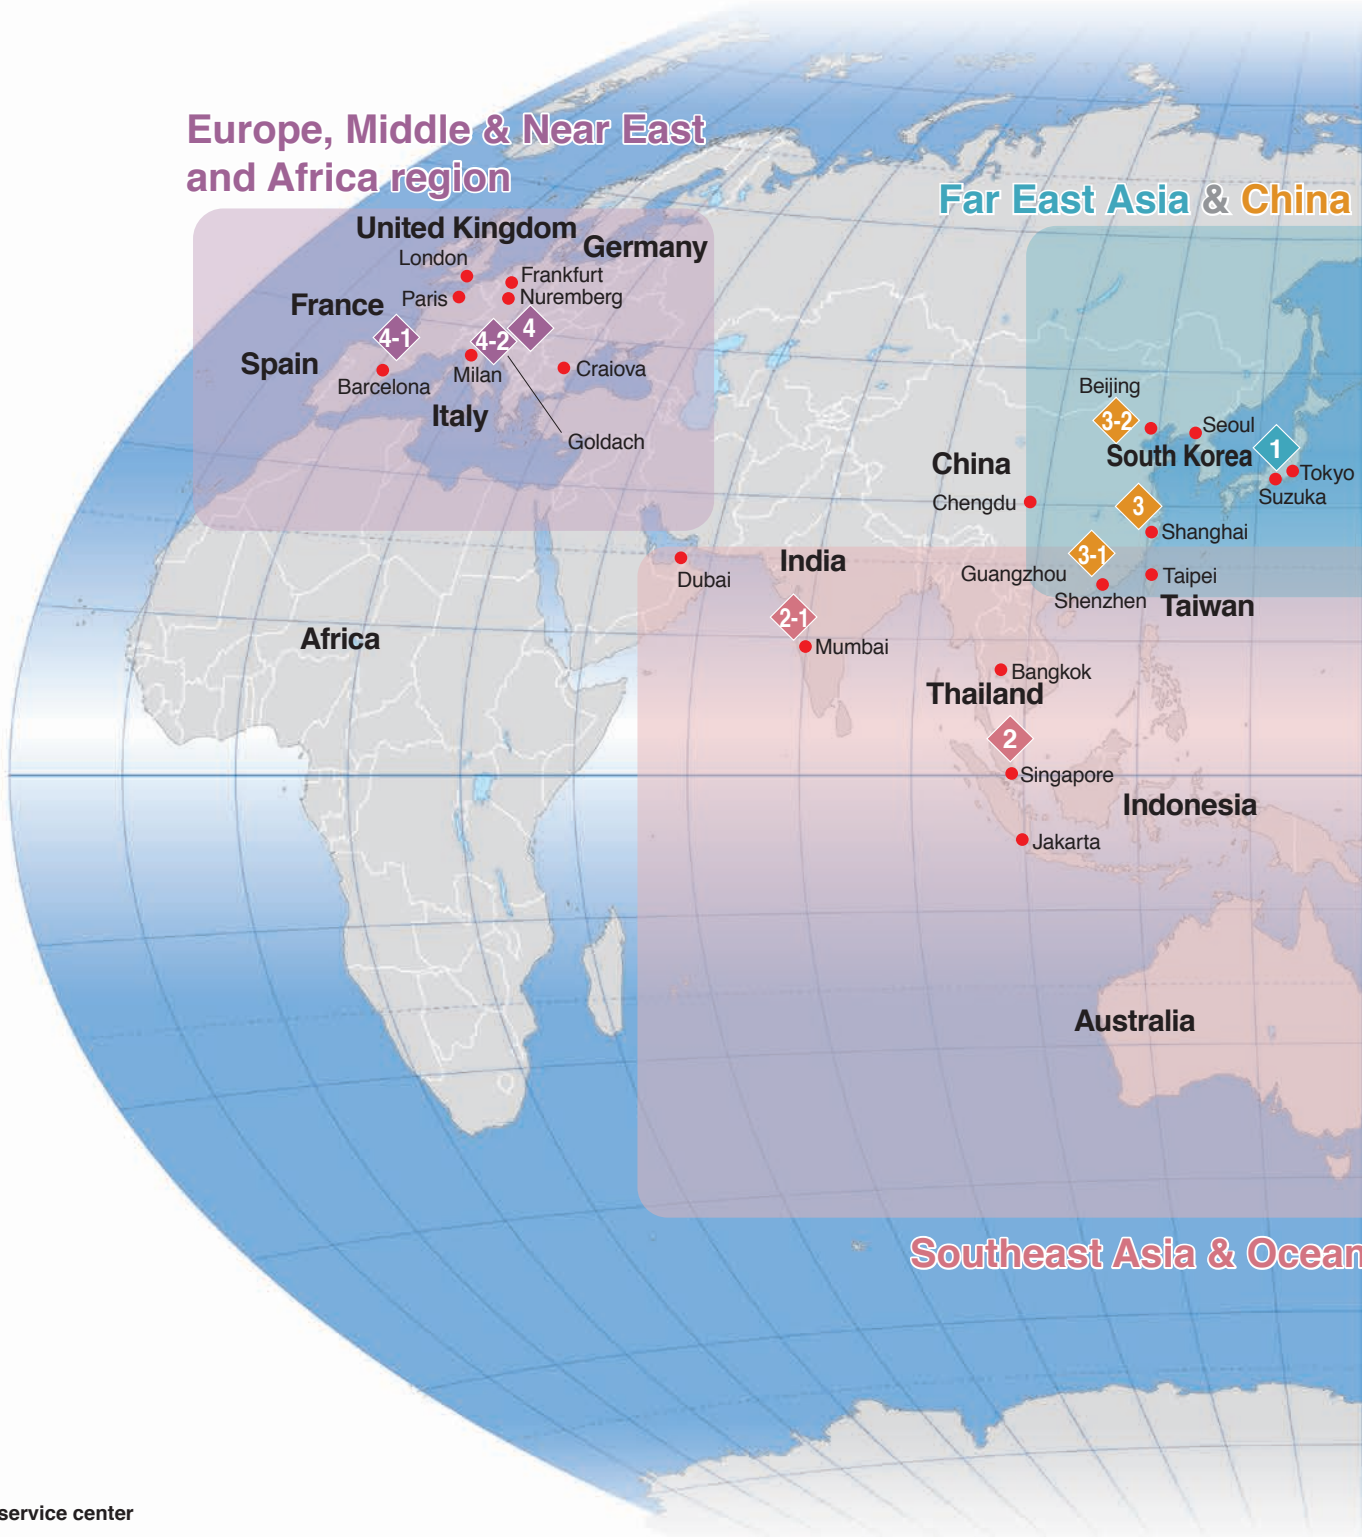 Europe, Middle & Near East
and Africa region
Far East Asia & China
United Kingdom
Germany
London
Frankfurt
France
Paris
Nuremberg
4-1
4-2
4
Spain
Barcelona
Milan
Craiova
Italy
Goldach
Beijing
3-2
Seoul
South Korea
1
Tokyo
Suzuka
China
Chengdu
3
Shanghai
3-1
Guangzhou
Shenzhen
Taipei
Taiwan
Dubai
India
2-1
Mumbai
Africa
Bangkok
Thailand
2
Singapore
Indonesia
Jakarta
Australia
Southeast Asia & Ocean
service center